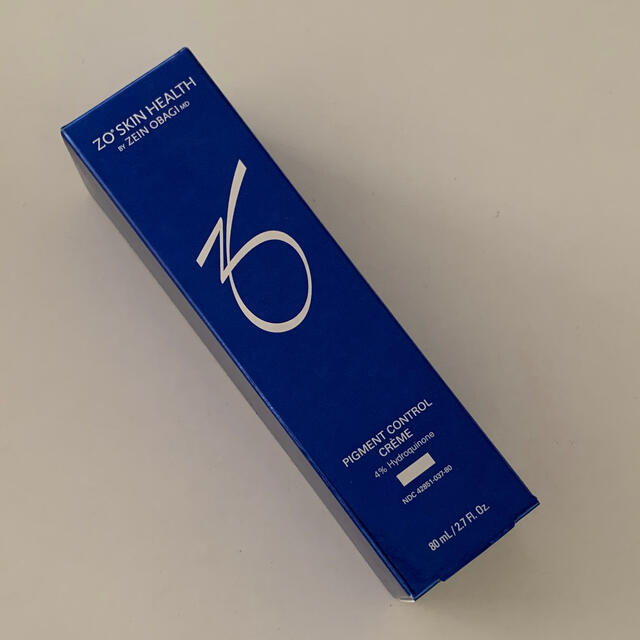 ZO® SKIN HEALTH
BY ZEIN OBAGI MD
ZO
PIGMENT CONTROL
CRÈME
4% Hydroquinone
NDC 42851-037-80
80 mL / 2.7 Fl. Oz.